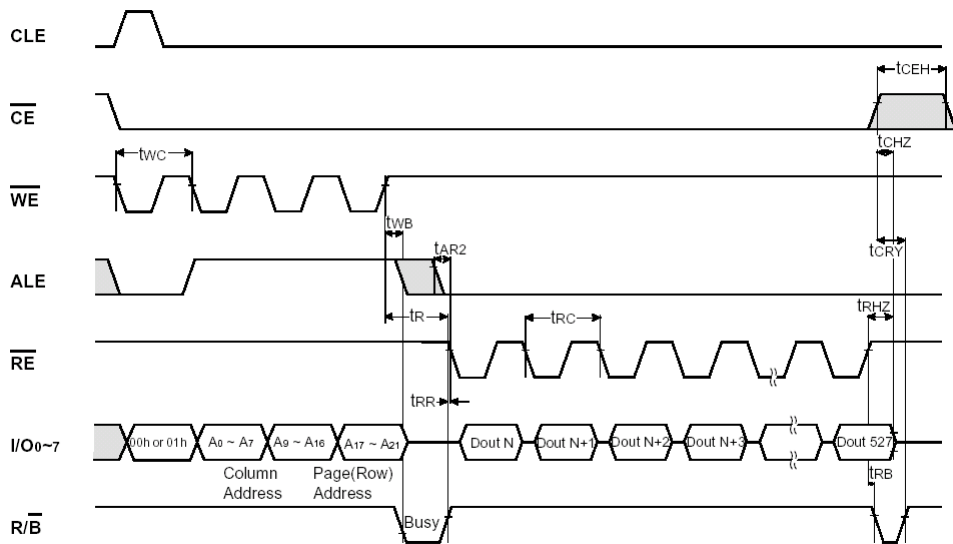 CLE
tCEH
CE
tCHZ
tWC
WE
tWB
tCRY
tAR2
ALE
tR
tRC
tRHZ
RE
tRR
I/O0~7
00h or 01h
A0 ~ A7
A9 ~ A16
A17 ~ A21
Dout N
Dout N+1
Dout N+2
Dout N+3
Dout 527
Column
Address
Page(Row)
Address
tRB
R/B
Busy